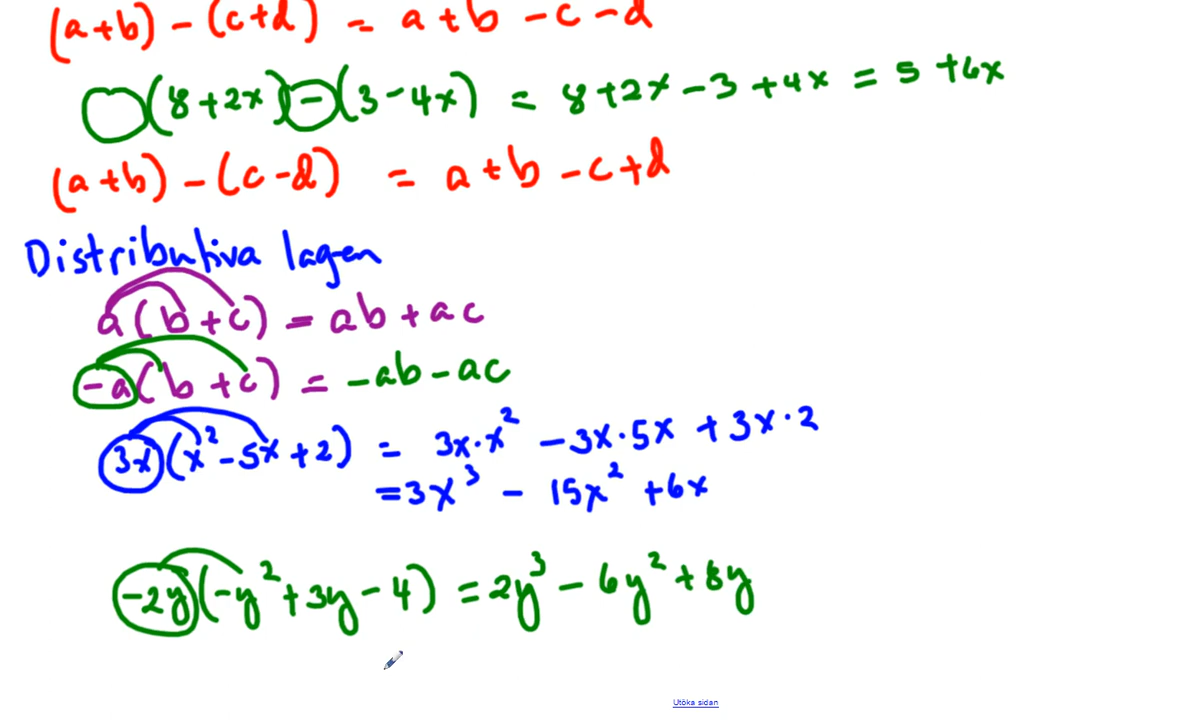 (a+b) - (c+d) = a+b -c-d
(8+2x) - (3-4x) = 8+2x-3+4x = 5+6x
(a+b) - (c-d) = a+b -c+d
Distributiva lagen
a(b+c) = ab+ac
-a(b+c) = -ab-ac
3x(x²-5x+2) = 3x·x² -3x·5x +3x·2
=3x³ - 15x² +6x
-2y(-y²+3y-4) = 2y³ - 6y² +8y
Utöka sidan